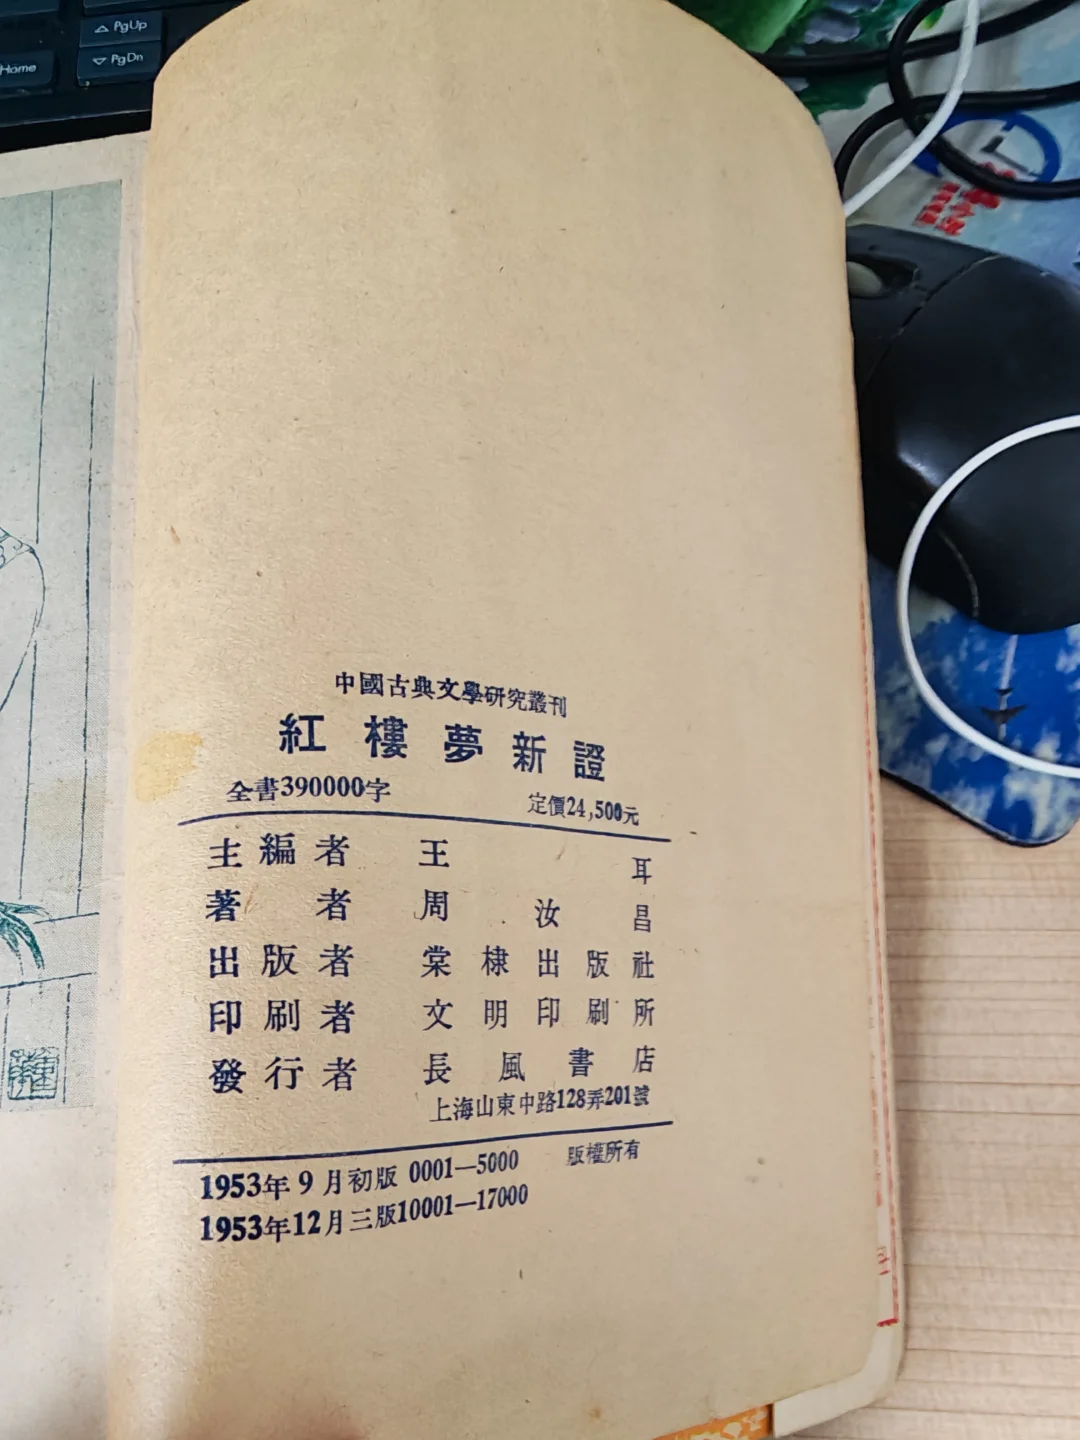 PgUp
PgDn
Home
中國古典文學研究叢刊
紅樓夢新證
全書390000字 定價24,500元
主編者 王耳
著者 周汝昌
出版者 棠棣出版社
印刷者 文明印刷所
發行者 長風書店
上海山東中路128弄201號
1953年9月初版 0001—5000 版權所有
1953年12月三版10001—17000